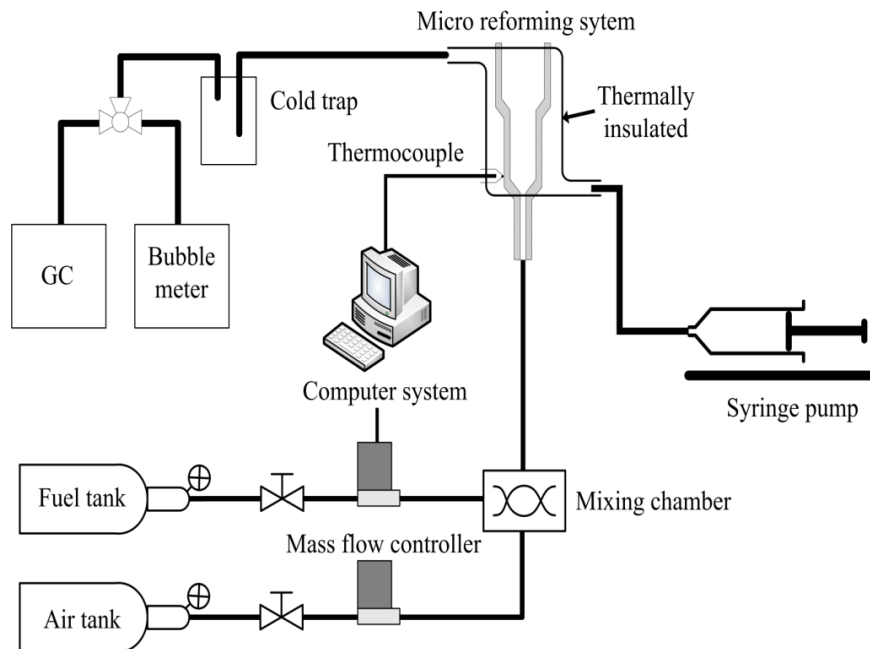 Micro reforming sytem
Cold trap
Thermally
insulated
Thermocouple
GC
Bubble
meter
Computer system
Syringe pump
Fuel tank
Mixing chamber
Mass flow controller
Air tank